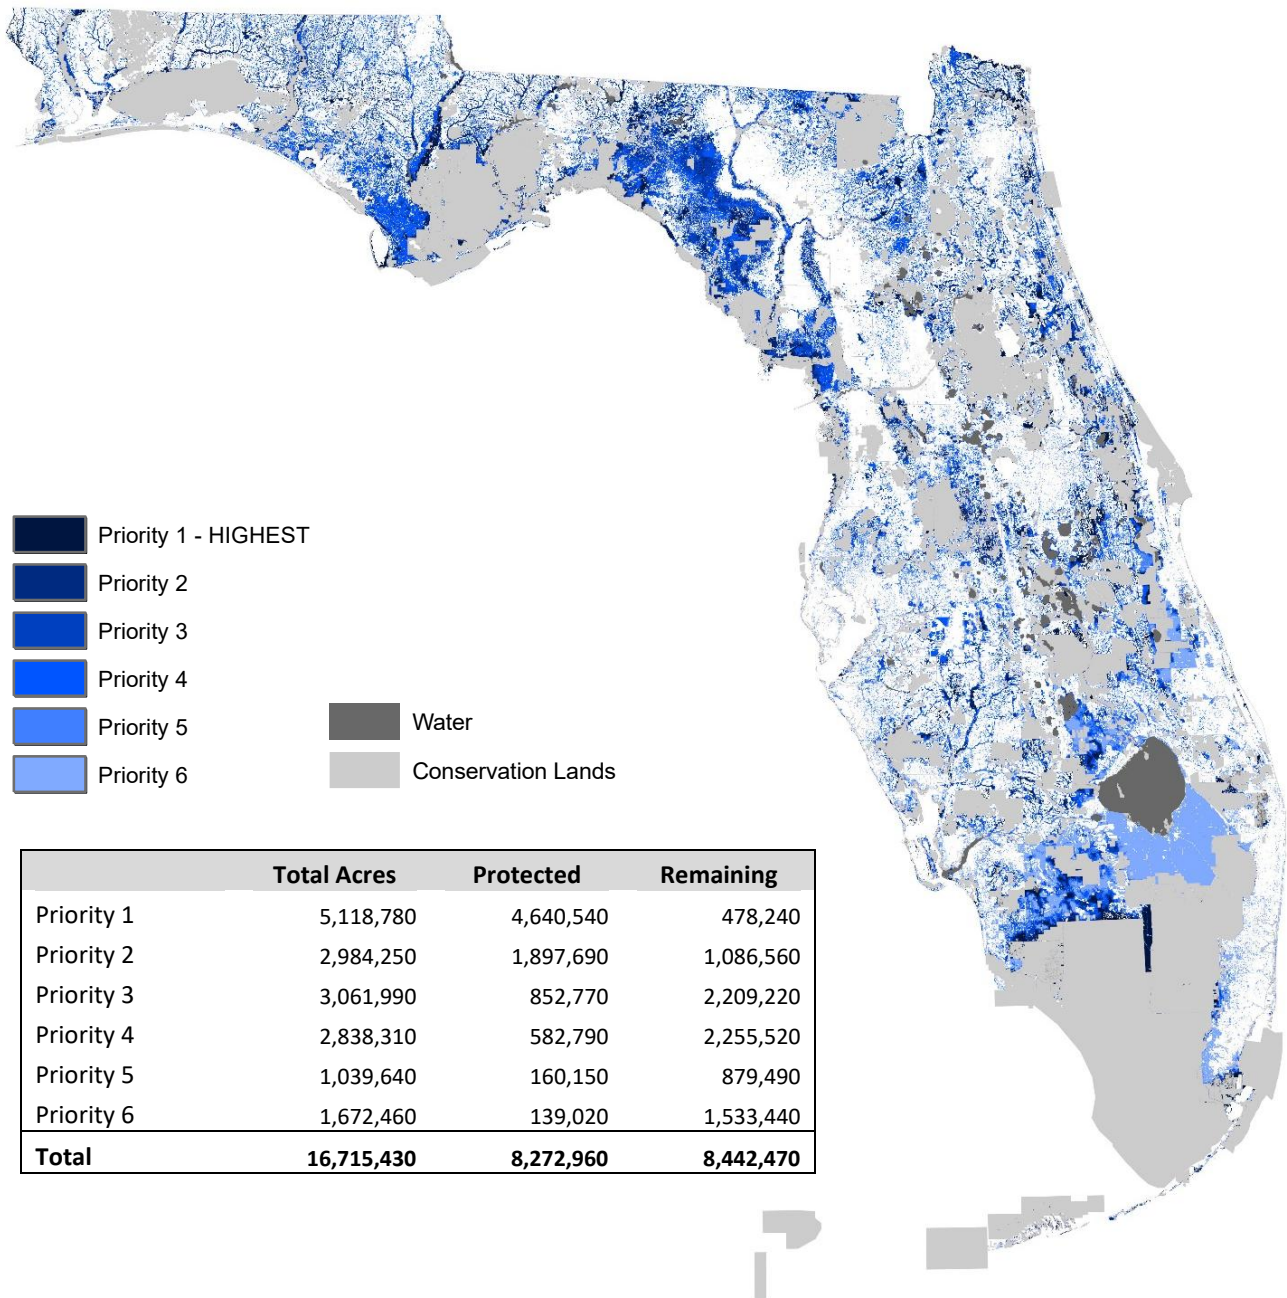 Priority 1 - HIGHEST
Priority 2
Priority 3
Priority 4
Priority 5
Priority 6
Water
Conservation Lands
Total Acres Protected Remaining
Priority 1 5,118,780 4,640,540 478,240
Priority 2 2,984,250 1,897,690 1,086,560
Priority 3 3,061,990 852,770 2,209,220
Priority 4 2,838,310 582,790 2,255,520
Priority 5 1,039,640 160,150 879,490
Priority 6 1,672,460 139,020 1,533,440
Total 16,715,430 8,272,960 8,442,470